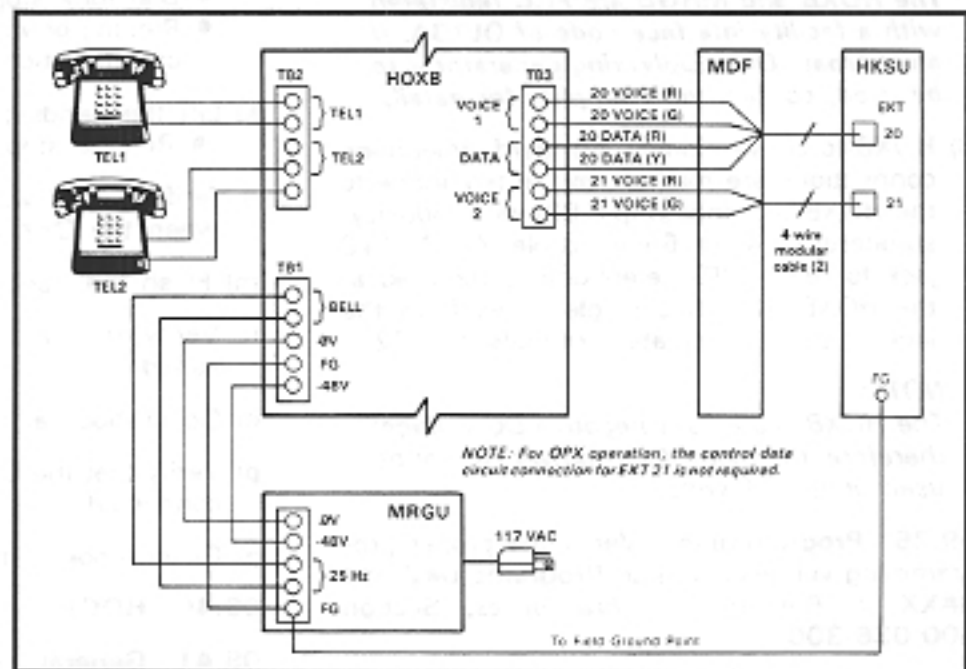 TB2
HOXB
TB3
MDF
HKSU
TEL1
TEL2
VOICE
1
DATA
VOICE
2
20 VOICE (R)
20 VOICE (G)
20 DATA (R)
20 DATA (Y)
21 VOICE (R)
21 VOICE (G)
EXT
20
21
4 wire
modular
cable (2)
TEL1
TEL2
TB1
BELL
0V
FG
-48V
FG
NOTE: For OPX operation, the control data
circuit connection for EXT 21 is not required.
MRGU
0V
-48V
25 Hz
FG
117 VAC
To Field Ground Point